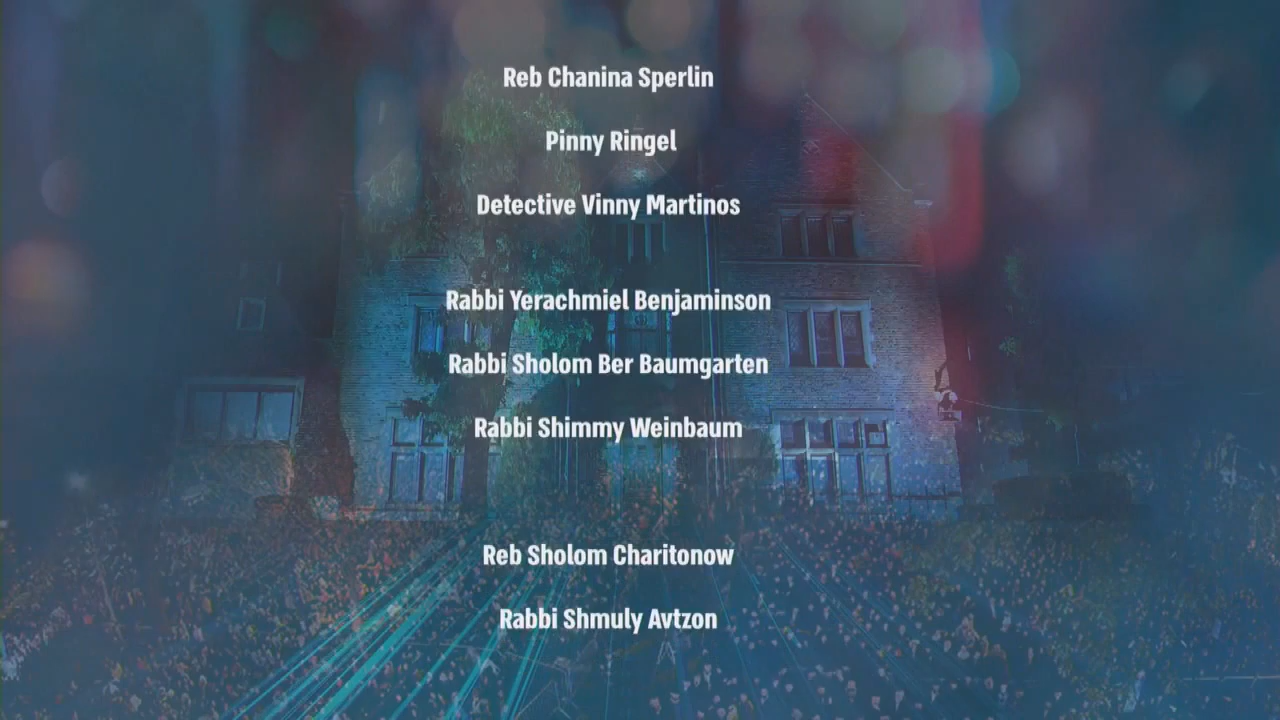 Reb Chanina Sperlin
Pinny Ringel
Detective Vinny Martinos
Rabbi Yerachmiel Benjaminson
Rabbi Sholom Ber Baumgarten
Rabbi Shimmy Weinbaum
Reb Sholom Charitonow
Rabbi Shmuly Avtzon